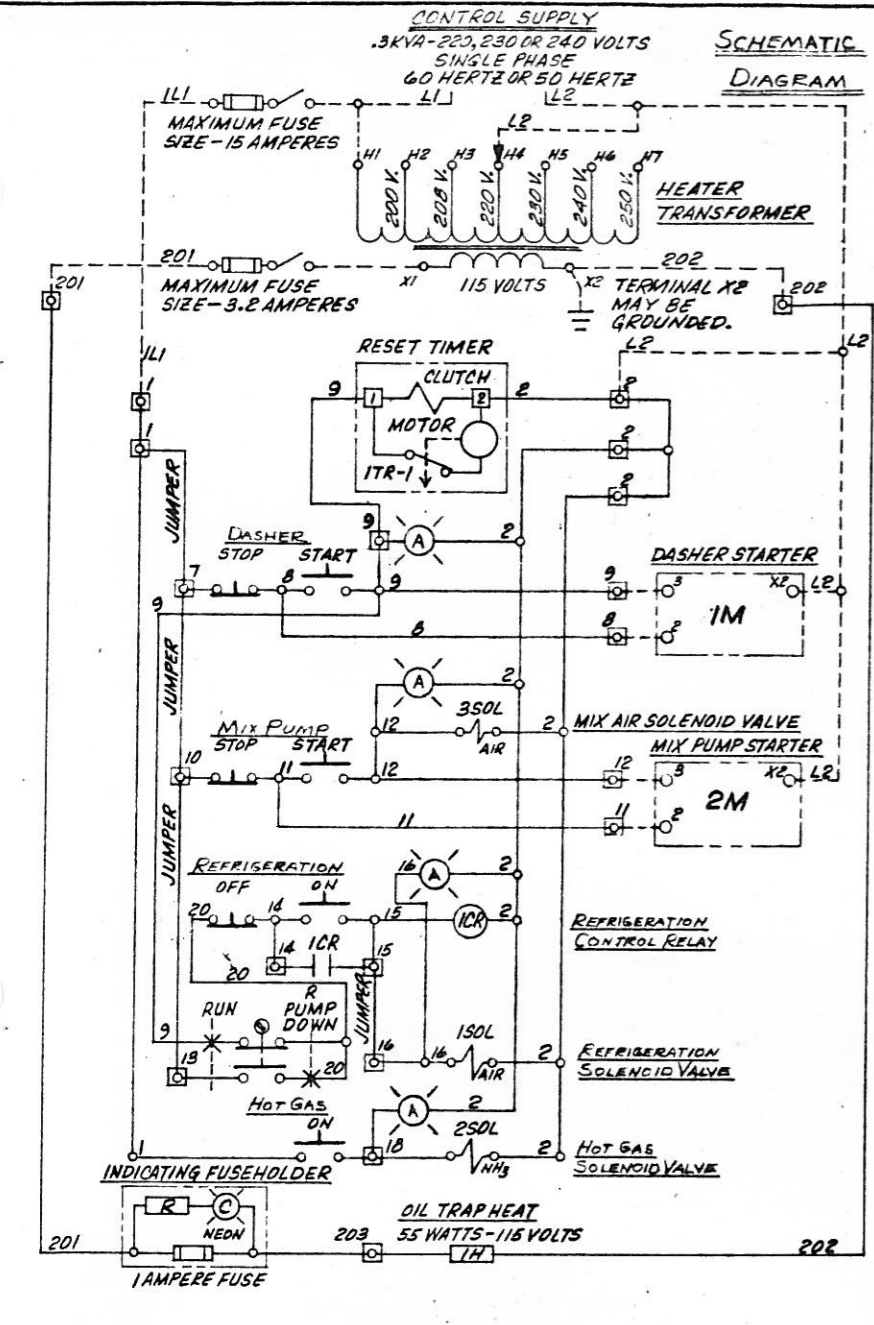 CONTROL SUPPLY
.3KVA-220, 230 OR 240 VOLTS
SINGLE PHASE
60 HERTZ OR 50 HERTZ
SCHEMATIC
DIAGRAM
1L1
L1
L2
MAXIMUM FUSE
SIZE-15 AMPERES
L2
H1
H2
H3
H4
H5
H6
H7
200 V.
208 V.
220 V.
230 V.
240 V.
250 V.
HEATER
TRANSFORMER
201
201
MAXIMUM FUSE
SIZE-3.2 AMPERES
X1
115 VOLTS
X2
202
TERMINAL X2
MAY BE
GROUNDED.
202
1L1
RESET TIMER
L2
L2
1
9
1
CLUTCH
2
2
2
MOTOR
1TR-1
1
2
2
JUMPER
DASHER
STOP
START
9
A
2
DASHER STARTER
7
8
9
9
3
X2
L2
1M
9
8
8
2
JUMPER
A
2
MIX PUMP
STOP
START
12
3SOL
AIR
2
MIX AIR SOLENOID VALVE
MIX PUMP STARTER
10
11
12
12
3
X2
L2
2M
11
11
2
JUMPER
REFRIGERATION
OFF
ON
16
A
2
20
14
15
1CR
2
REFRIGERATION
CONTROL RELAY
14
1CR
15
20
JUMPER
RUN
R
PUMP
DOWN
9
16
16
1SOL
AIR
2
REFRIGERATION
SOLENOID VALVE
13
20
HOT GAS
ON
A
2
1
18
2SOL
NH3
2
HOT GAS
SOLENOID VALVE
INDICATING FUSEHOLDER
R
C
NEON
OIL TRAP HEAT
55 WATTS-115 VOLTS
201
203
1H
202
1 AMPERE FUSE